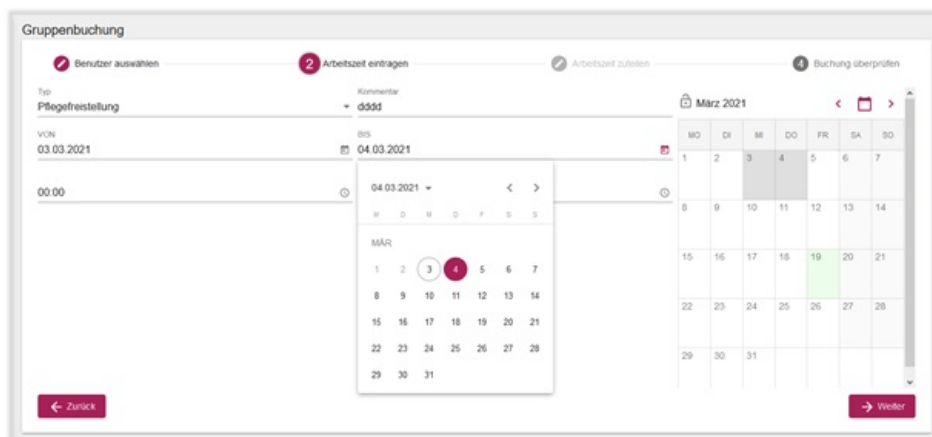 Gruppenbuchung
Benutzer auswählen
2 Arbeitszeit eintragen
Arbeitszeit zuteilen
4 Buchung überprüfen
Typ
Pflegefreistellung
Kommentar
dddd
VON
03.03.2021
BIS
04.03.2021
00:00
04.03.2021
M D M D F S S
MÄR
1 2 3 4 5 6 7
8 9 10 11 12 13 14
15 16 17 18 19 20 21
22 23 24 25 26 27 28
29 30 31
März 2021
MO DI MI DO FR SA SO
1 2 3 4 5 6 7
8 9 10 11 12 13 14
15 16 17 18 19 20 21
22 23 24 25 26 27 28
29 30 31
Zurück
Weiter